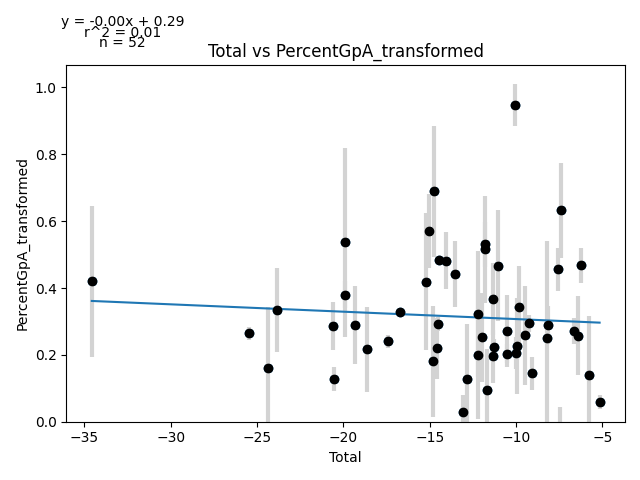 y = -0.00x + 0.29
r^2 = 0.01
n = 52
Total vs PercentGpA_transformed
PercentGpA_transformed
1.0
0.8
0.6
0.4
0.2
0.0
−35 −30 −25 −20 −15 −10 −5
Total